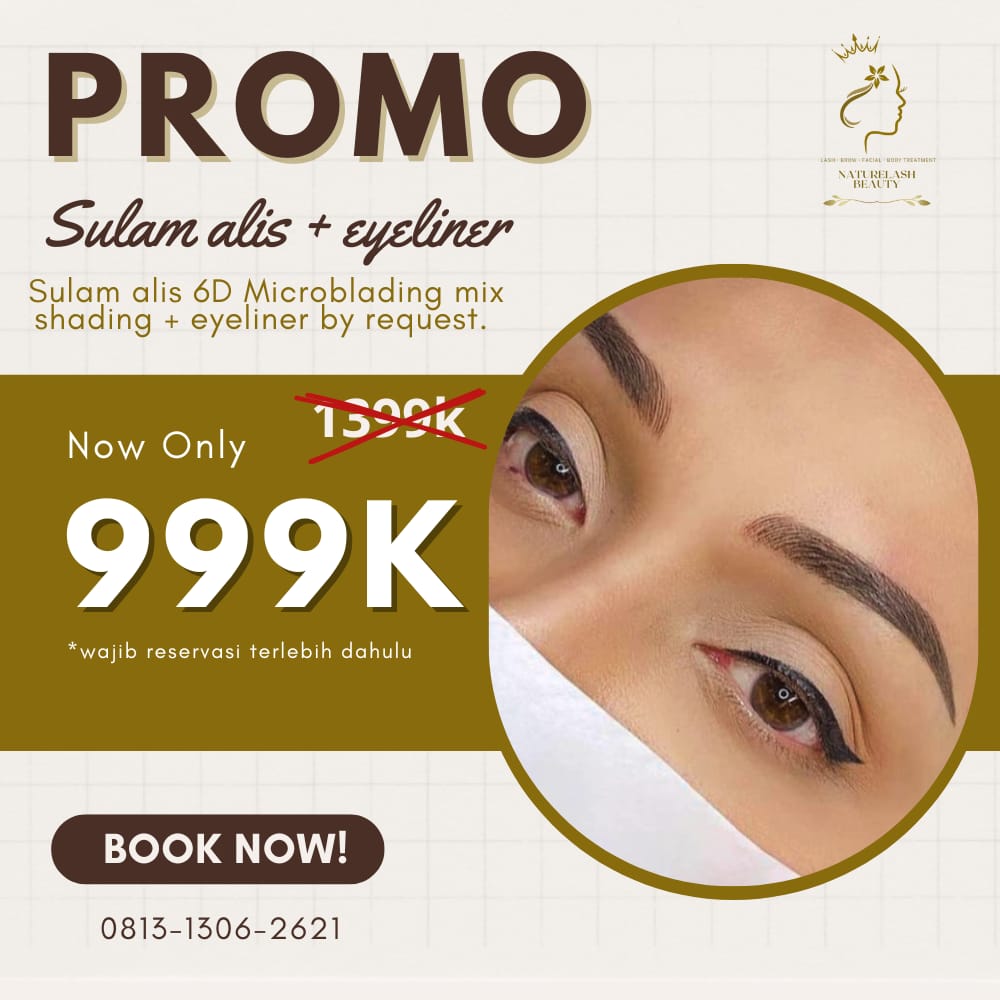 PROMO
LASH · BROW · FACIAL · BODY TREATMENT
NATURELASH
BEAUTY
Sulam alis + eyeliner
Sulam alis 6D Microblading mix
shading + eyeliner by request.
1399k
Now Only
999K
*wajib reservasi terlebih dahulu
BOOK NOW!
0813-1306-2621